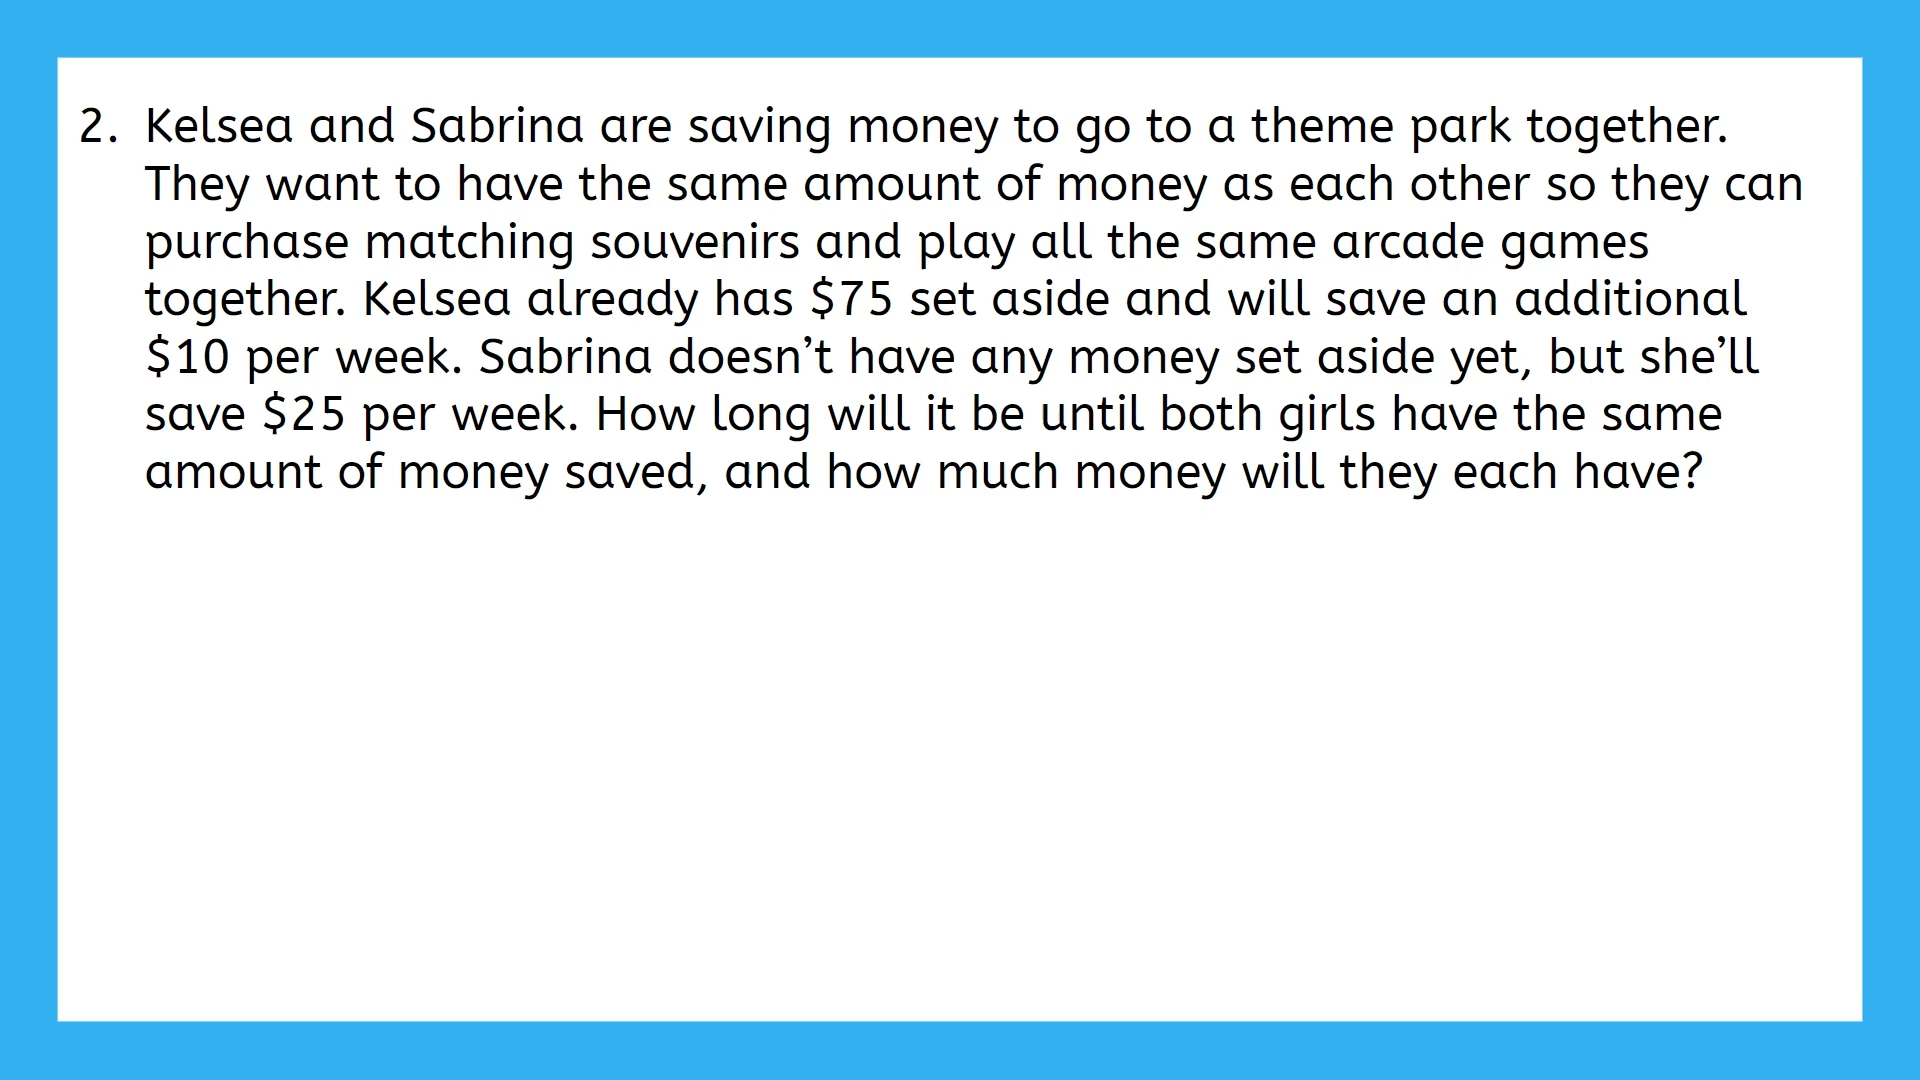 2. Kelsea and Sabrina are saving money to go to a theme park together.
They want to have the same amount of money as each other so they can
purchase matching souvenirs and play all the same arcade games
together. Kelsea already has $75 set aside and will save an additional
$10 per week. Sabrina doesn’t have any money set aside yet, but she’ll
save $25 per week. How long will it be until both girls have the same
amount of money saved, and how much money will they each have?